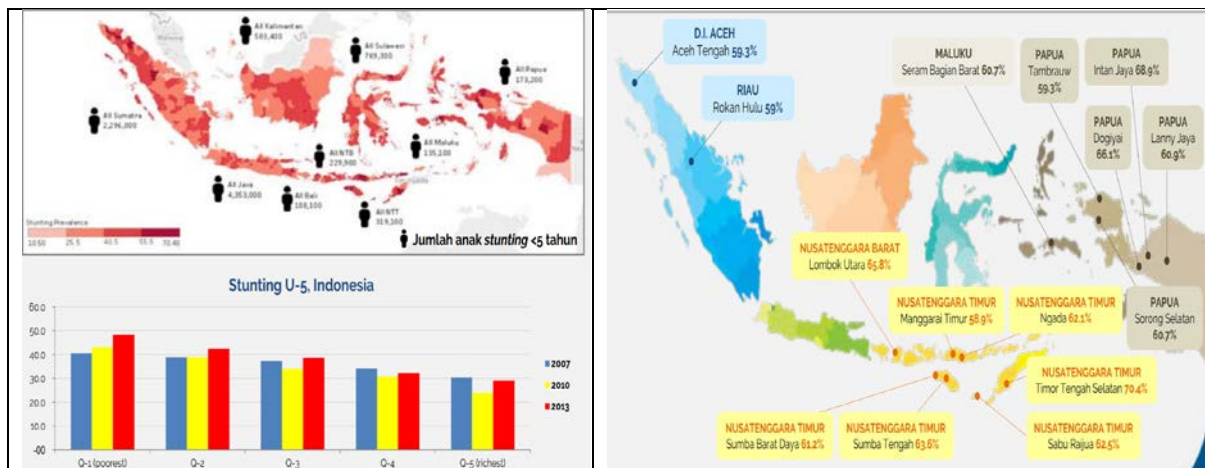 All Kalimantan
583,400
All Sulawesi
769,300
All Papua
173,200
All Sumatra
2,296,000
All Maluku
135,100
All NTB
229,900
All Java
4,353,000
All Bali
108,100
All NTT
319,200
Stunting Prevalence
10.50 25.5 40.5 55.5 70.40
Jumlah anak stunting <5 tahun
Stunting U-5, Indonesia
60.0
50.0
40.0
30.0
20.0
10.0
.00
Q-1 (poorest) Q-2 Q-3 Q-4 Q-5 (richest)
2007
2010
2013
D.I. ACEH
Aceh Tengah 59.3%
RIAU
Rokan Hulu 59%
MALUKU
Seram Bagian Barat 60.7%
PAPUA
Tambrauw
59.3%
PAPUA
Intan Jaya 68.9%
PAPUA
Dogiyai
66.1%
PAPUA
Lanny Jaya
60.9%
NUSATENGGARA BARAT
Lombok Utara 65.8%
NUSATENGGARA TIMUR
Manggarai Timur 58.9%
NUSATENGGARA TIMUR
Ngada 62.1%
PAPUA
Sorong Selatan
60.7%
NUSATENGGARA TIMUR
Timor Tengah Selatan 70.4%
NUSATENGGARA TIMUR
Sumba Barat Daya 61.2%
NUSATENGGARA TIMUR
Sumba Tengah 63.6%
NUSATENGGARA TIMUR
Sabu Raijua 62.5%